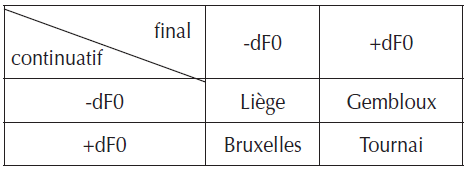 final
continuatif
-dF0 +dF0
-dF0 Liège Gembloux
+dF0 Bruxelles Tournai